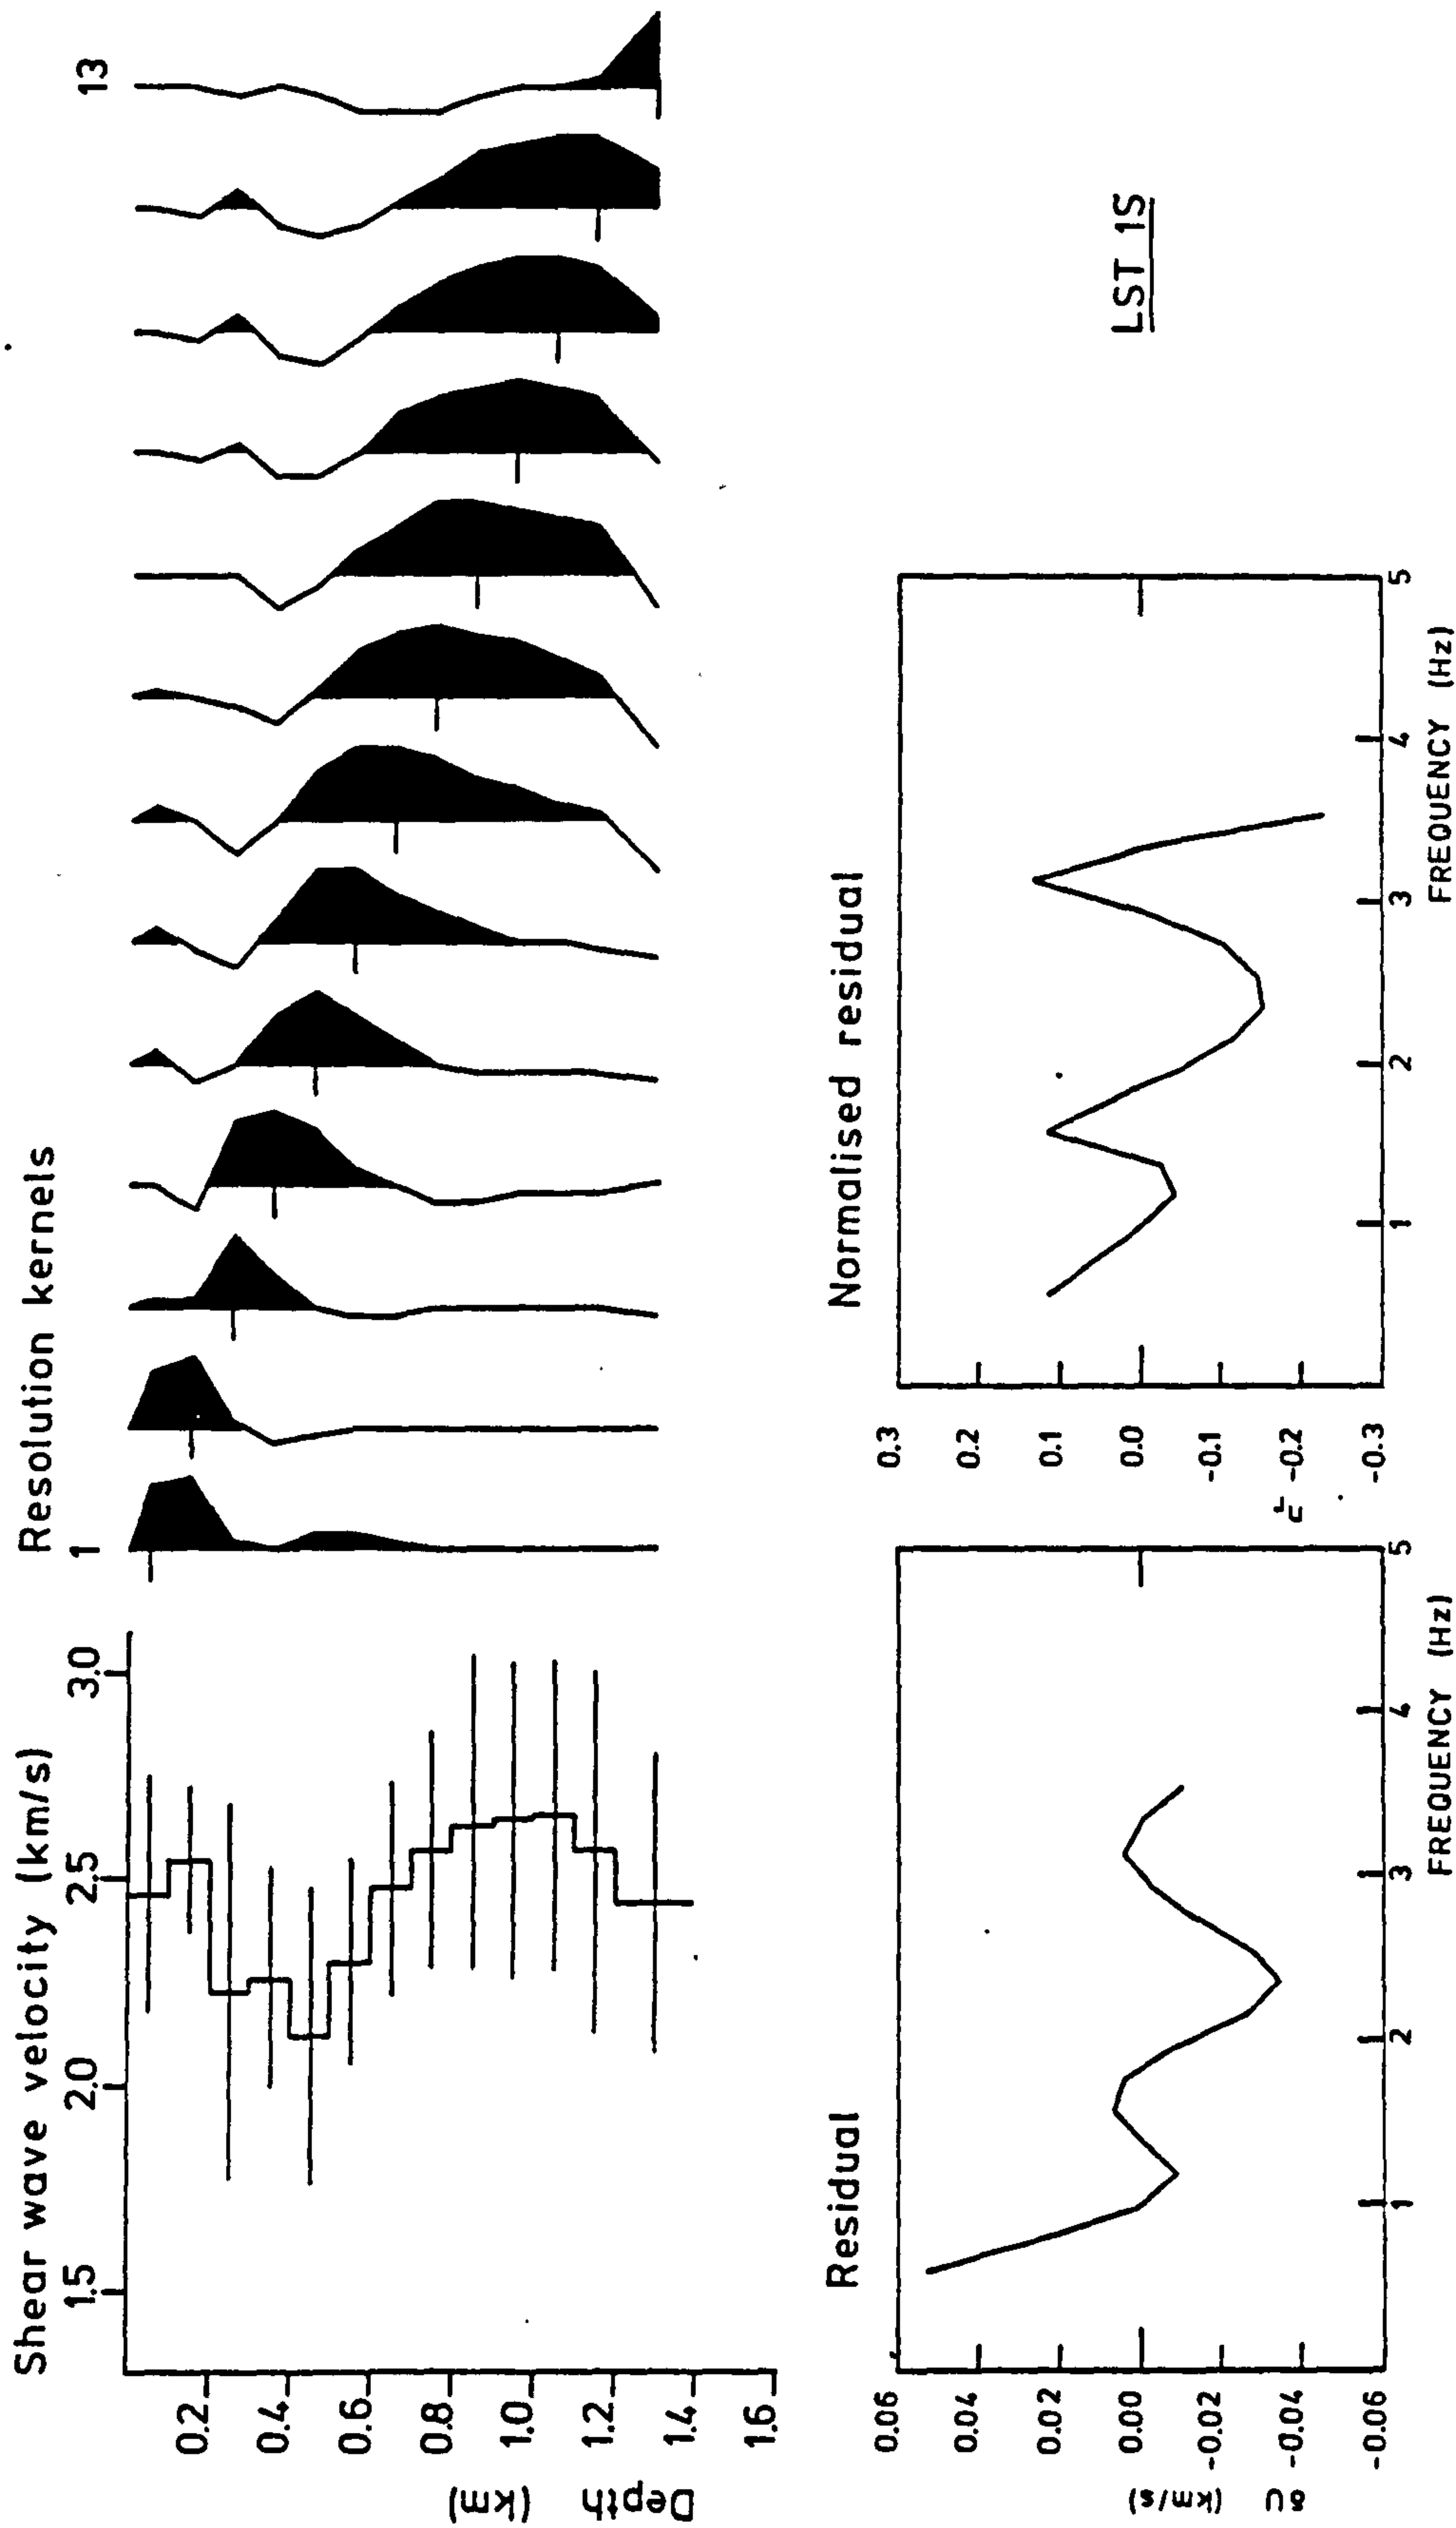 Shear wave velocity (km/s)
1.5 2.0 2.5 3.0
Depth
(km)
0.2
0.4
0.6
0.8
1.0
1.2
1.4
1.6
Resolution kernels
1 13
Residual
0.06
0.04
0.02
0.00
-0.02
-0.04
-0.06
δU
(km/s)
1 2 3 4 5
FREQUENCY (Hz)
Normalised residual
0.3
0.2
0.1
0.0
-0.1
-0.2
-0.3
1 2 3 4 5
FREQUENCY (Hz)
LST 1S